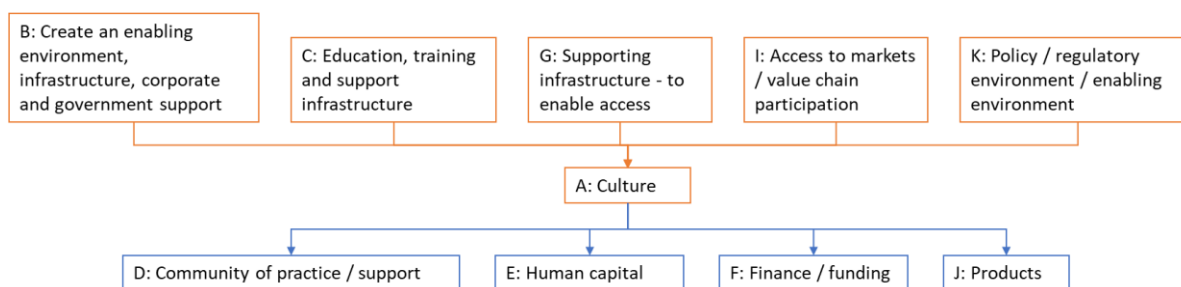 B: Create an enabling
environment,
infrastructure, corporate
and government support
C: Education, training
and support
infrastructure
G: Supporting
infrastructure - to
enable access
I: Access to markets
/ value chain
participation
K: Policy / regulatory
environment / enabling
environment
A: Culture
D: Community of practice / support
E: Human capital
F: Finance / funding
J: Products